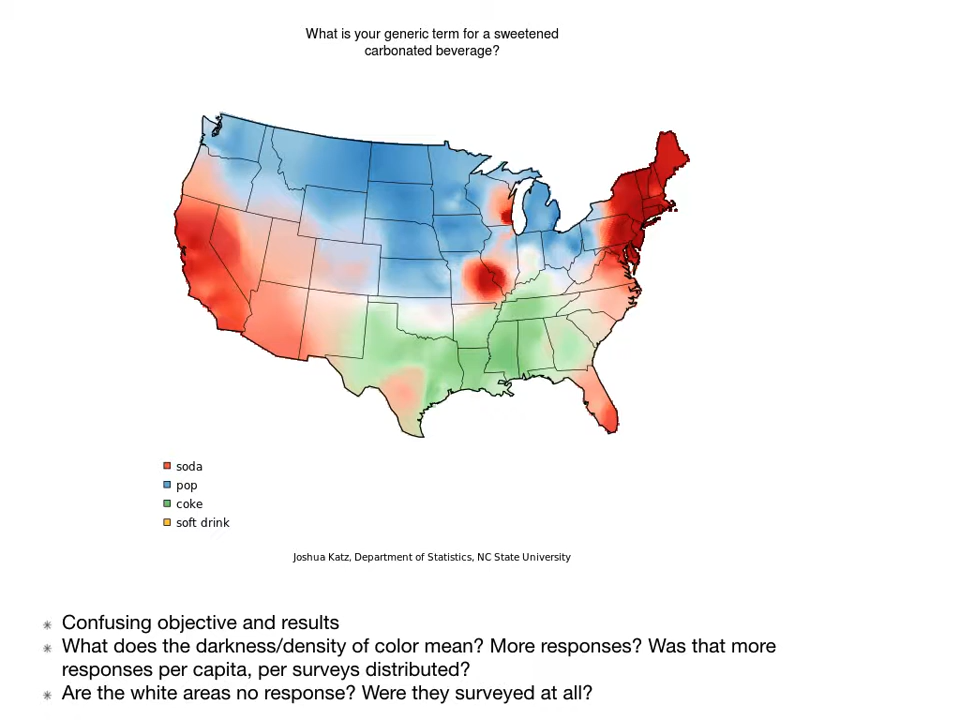 What is your generic term for a sweetened
carbonated beverage?
soda
pop
coke
soft drink
Joshua Katz, Department of Statistics, NC State University
Confusing objective and results
What does the darkness/density of color mean? More responses? Was that more
responses per capita, per surveys distributed?
Are the white areas no response? Were they surveyed at all?